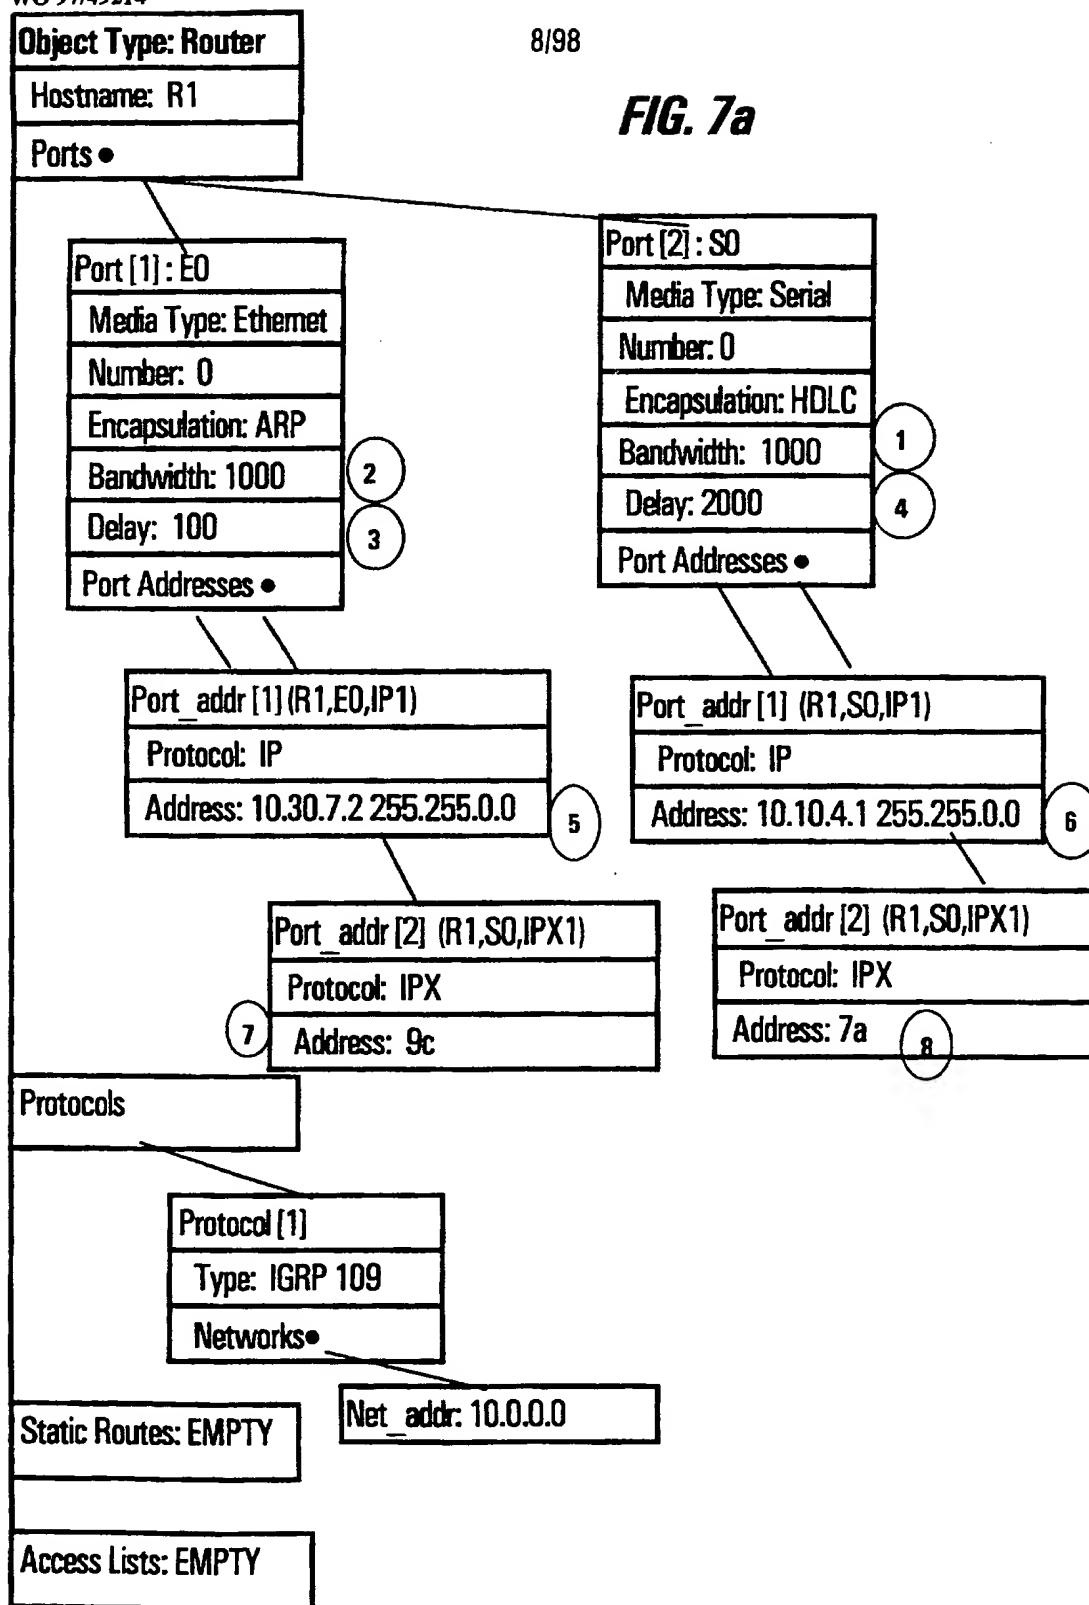 8/98
FIG. 7a
Object Type: Router
Hostname: R1
Ports •
Port [1] : E0
Media Type: Ethernet
Number: 0
Encapsulation: ARP
Bandwidth: 1000
2
Delay: 100
3
Port Addresses •
Port [2] : S0
Media Type: Serial
Number: 0
Encapsulation: HDLC
1
Bandwidth: 1000
Delay: 2000
4
Port Addresses •
Port_addr [1] (R1,E0,IP1)
Protocol: IP
Address: 10.30.7.2 255.255.0.0
5
Port_addr [1] (R1,S0,IP1)
Protocol: IP
Address: 10.10.4.1 255.255.0.0
6
Port_addr [2] (R1,S0,IPX1)
Protocol: IPX
7
Address: 9c
Port_addr [2] (R1,S0,IPX1)
Protocol: IPX
Address: 7a
8
Protocols
Protocol [1]
Type: IGRP 109
Networks•
Net_addr: 10.0.0.0
Static Routes: EMPTY
Access Lists: EMPTY